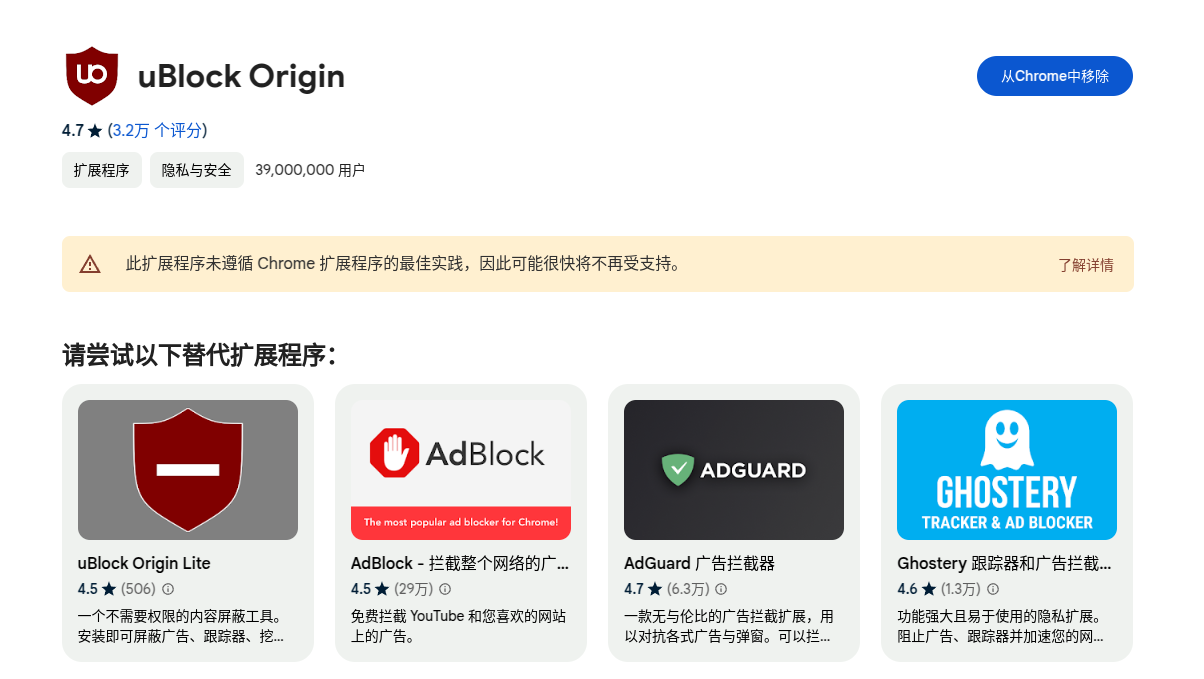 uBlock Origin
从Chrome中移除
4.7 ★ (3.2万 个评分)
扩展程序
隐私与安全
39,000,000 用户
此扩展程序未遵循 Chrome 扩展程序的最佳实践，因此可能很快将不再受支持。
了解详情
请尝试以下替代扩展程序：
uBlock Origin Lite
4.5 ★ (506)
一个不需要权限的内容屏蔽工具。
安装即可屏蔽广告、跟踪器、挖...
AdBlock
The most popular ad blocker for Chrome!
AdBlock - 拦截整个网络的广...
4.5 ★ (29万)
免费拦截 YouTube 和您喜欢的网站
上的广告。
ADGUARD
AdGuard 广告拦截器
4.7 ★ (6.3万)
一款无与伦比的广告拦截扩展，用
以对抗各式广告与弹窗。可以拦...
GHOSTERY
TRACKER & AD BLOCKER
Ghostery 跟踪器和广告拦截...
4.6 ★ (1.3万)
功能强大且易于使用的隐私扩展。
阻止广告、跟踪器并加速您的网...